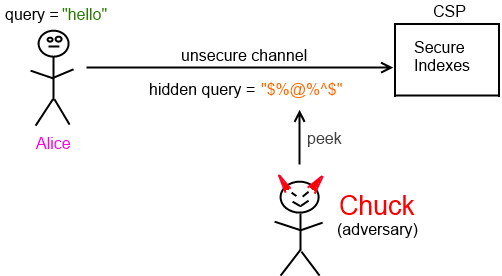 query = "hello"
CSP
unsecure channel
Secure
Indexes
hidden query = "$%@%^$"
Alice
peek
Chuck
(adversary)